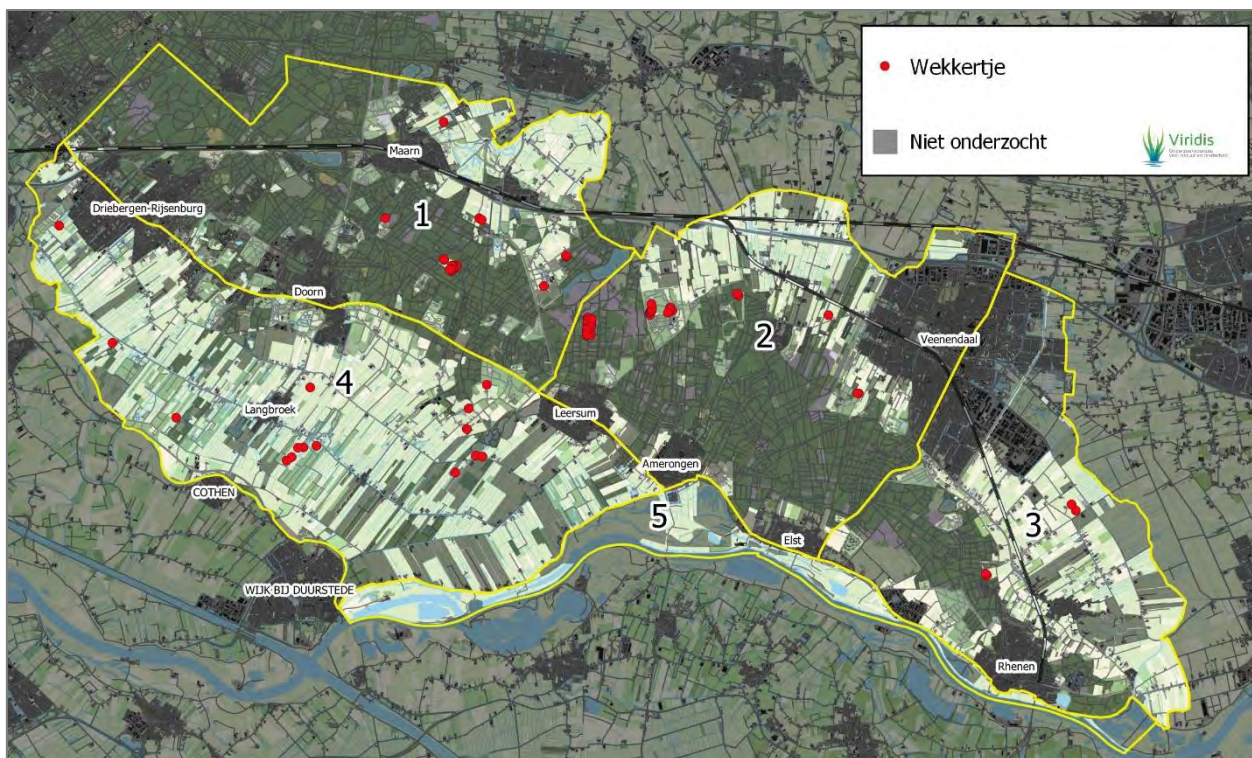 Wekkertje
Niet onderzocht
Viridis
Maarn
Driebergen-Rijsenburg
1
Doorn
2
Veenendaal
4
Langbroek
Leersum
Amerongen
COTHEN
5
3
Elst
WIJK BIJ DUURSTEDE
Rhenen